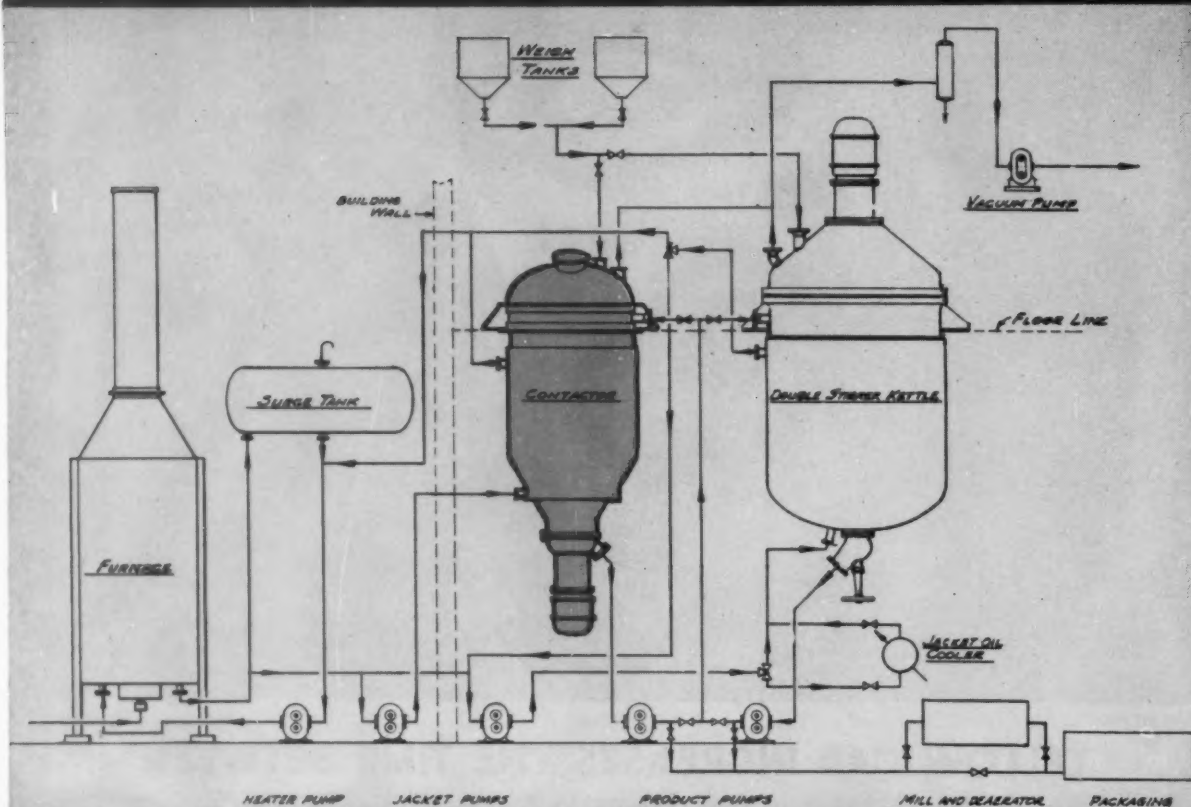 WEIGH
TANKS
BUILDING
WALL
VACUUM PUMP
FLOOR LINE
SURGE TANK
CONTACTOR
DOUBLE STIRRER KETTLE
FURNACE
JACKET OIL
COOLER
HEATER PUMP
JACKET PUMPS
PRODUCT PUMPS
MILL AND DEAERATOR
PACKAGING